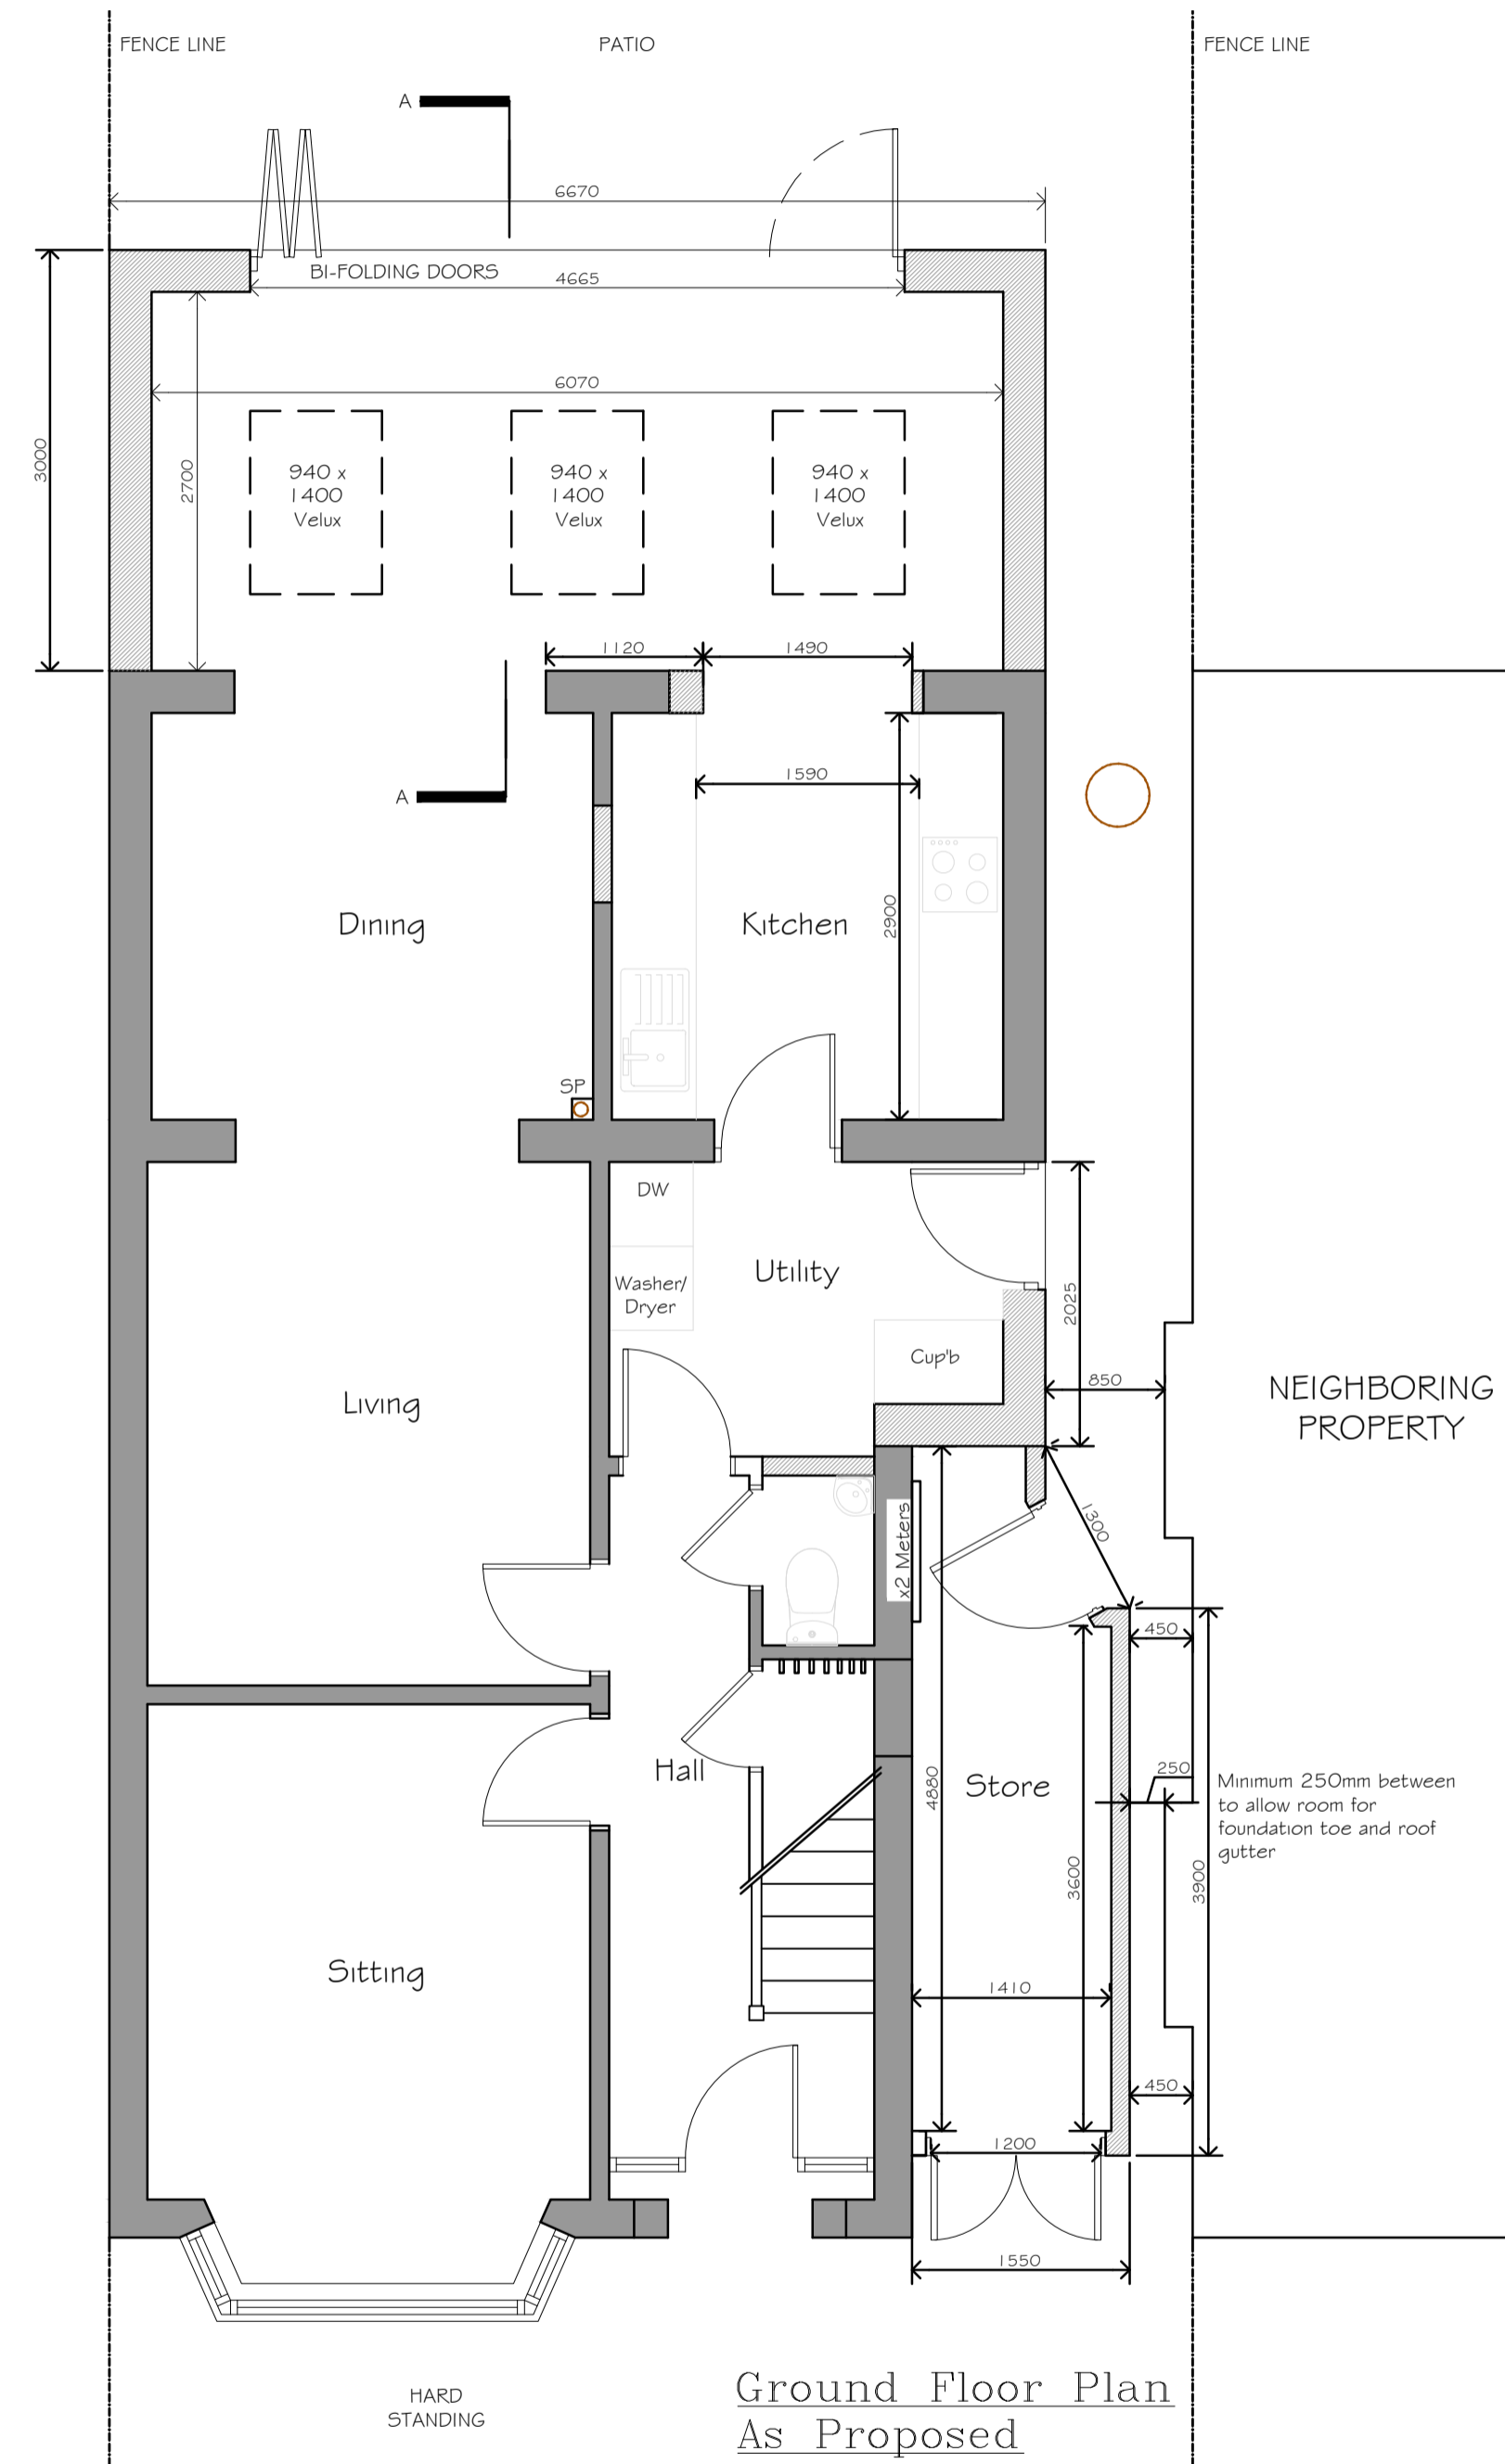 FENCE LINE
PATIO
FENCE LINE
A
6670
BI-FOLDING DOORS
4665
6070
3000
2700
940 x
1400
Velux
940 x
1400
Velux
940 x
1400
Velux
1120
1490
A
1590
Dining
Kitchen
2900
SP
DW
Utility
Washer/
Dryer
2025
Cup'b
850
NEIGHBORING
PROPERTY
Living
1300
x2 Meters
450
Hall
4880
Store
250
Minimum 250mm between
to allow room for
foundation toe and roof
gutter
3600
3900
Sitting
1410
450
1200
1550
HARD
STANDING
Ground Floor Plan
As Proposed